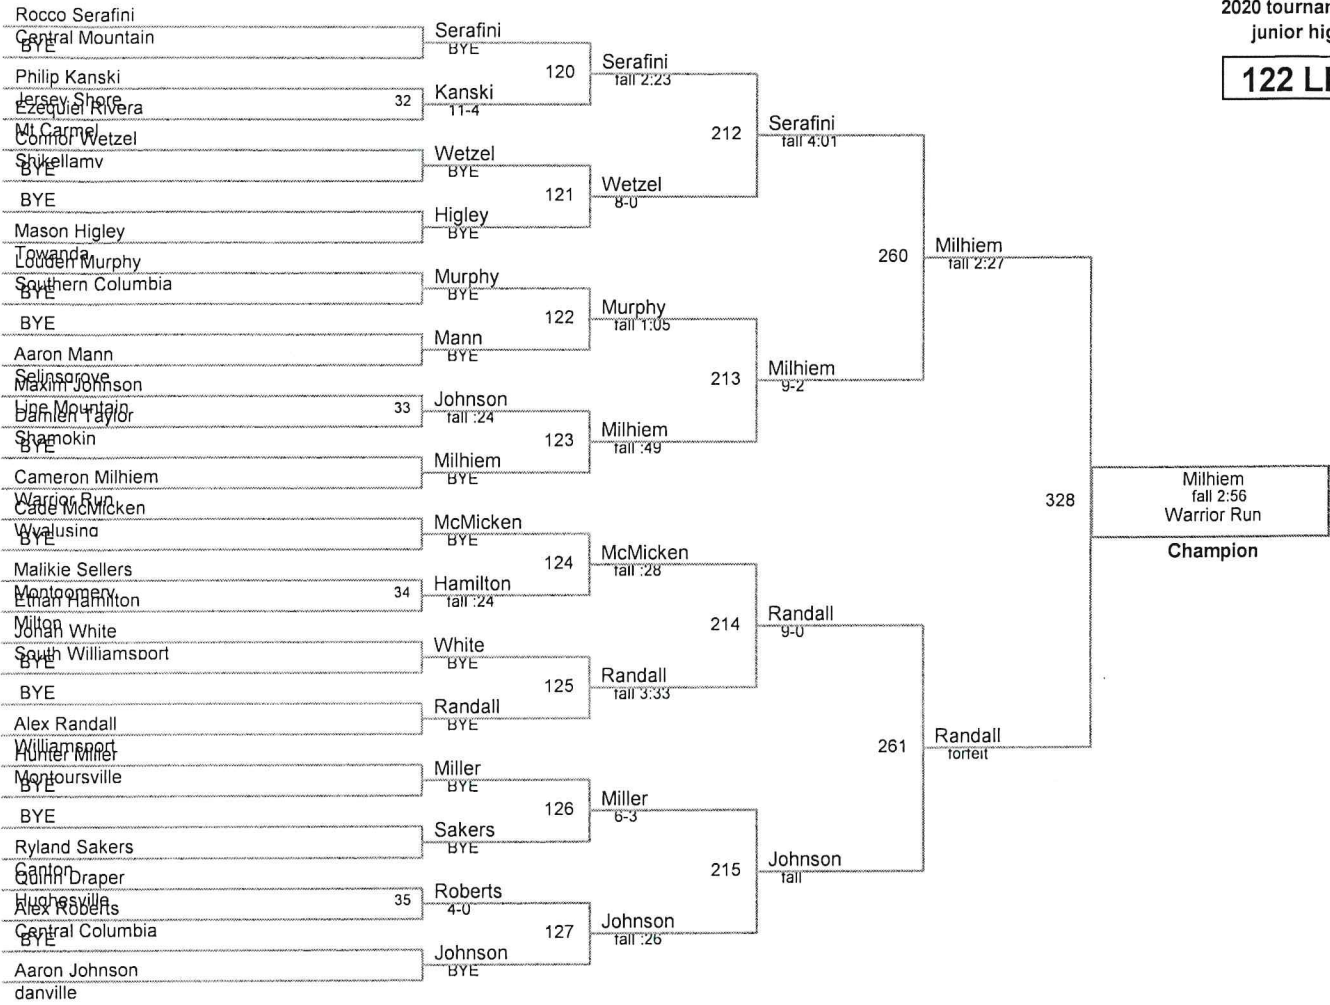 2020 tournar
junior hig
122 L
Rocco Serafini
Central Mountain
BYE
Philip Kanski
Jersey Shore
Ezequiel Rivera
Mt Carmel
Connor Wetzel
Shikellamy
BYE
BYE
Mason Higley
Towanda
Louden Murphy
Southern Columbia
BYE
BYE
Aaron Mann
Selinsgrove
Maxim Johnson
Line Mountain
Damien Taylor
Shamokin
BYE
Cameron Milhiem
Warrior Run
Cade McMicken
Wyalusing
BYE
Malikie Sellers
Montgomery
Ethan Hamilton
Milton
Jonah White
South Williamsport
BYE
BYE
Alex Randall
Williamsport
Hunter Miller
Montoursville
BYE
BYE
Ryland Sakers
Canton
Quinn Draper
Hughesville
Alex Roberts
Central Columbia
BYE
Aaron Johnson
danville
32
33
34
35
Serafini
BYE
Kanski
11-4
Wetzel
BYE
Higley
BYE
Murphy
BYE
Mann
BYE
Johnson
fall :24
Milhiem
BYE
McMicken
BYE
Hamilton
fall :24
White
BYE
Randall
BYE
Miller
BYE
Sakers
BYE
Roberts
4-0
Johnson
BYE
120
121
122
123
124
125
126
127
Serafini
fall 2:23
Wetzel
8-0
Murphy
fall 1:05
Milhiem
fall :49
McMicken
fall :28
Randall
fall 3:33
Miller
6-3
Johnson
fall :26
212
213
214
215
Serafini
fall 4:01
Milhiem
9-2
Randall
9-0
Johnson
fall
260
261
Milhiem
fall 2:27
Randall
forfeit
328
Milhiem
fall 2:56
Warrior Run
Champion